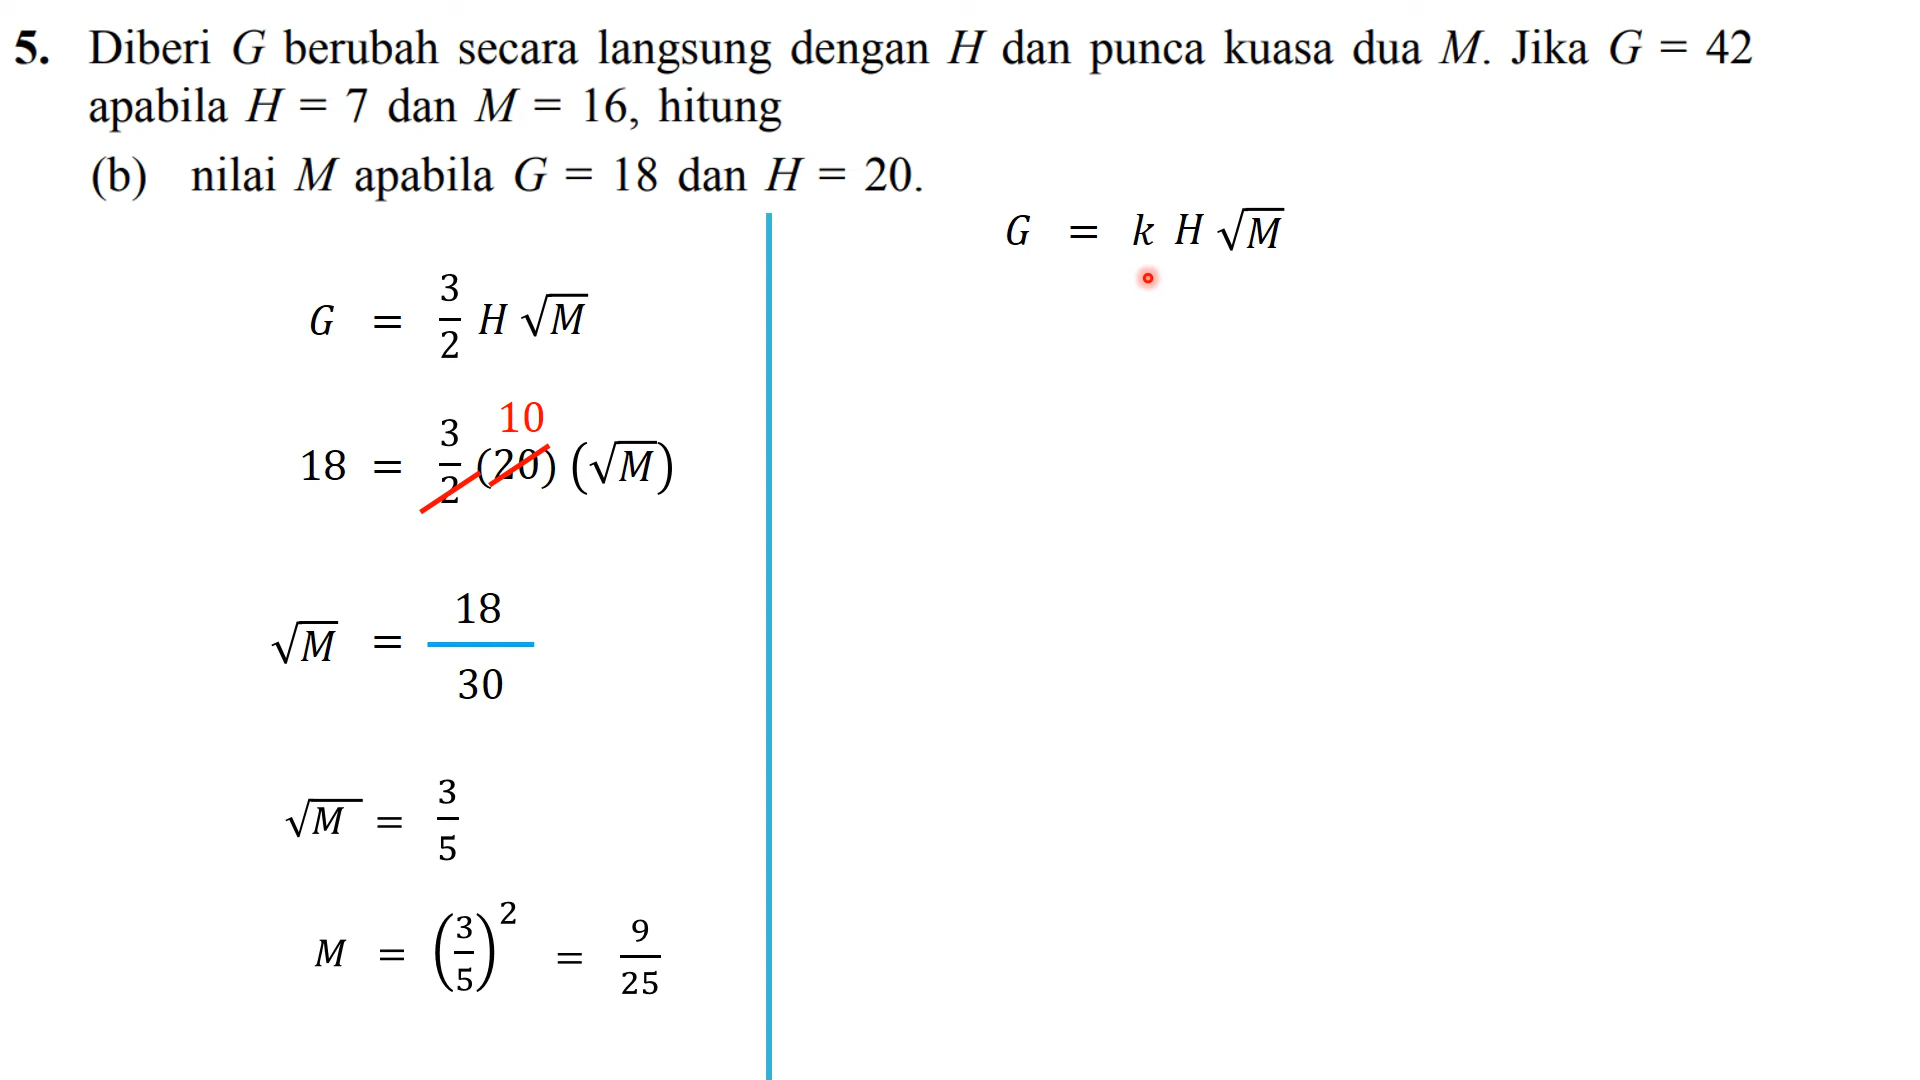 5. Diberi G berubah secara langsung dengan H dan punca kuasa dua M. Jika G = 42
apabila H = 7 dan M = 16, hitung
(b) nilai M apabila G = 18 dan H = 20.
G = 3/2 H √M
10
18 = 3/2 (20) (√M)
√M = 18/30
√M = 3/5
M = (3/5)² = 9/25
G = k H √M